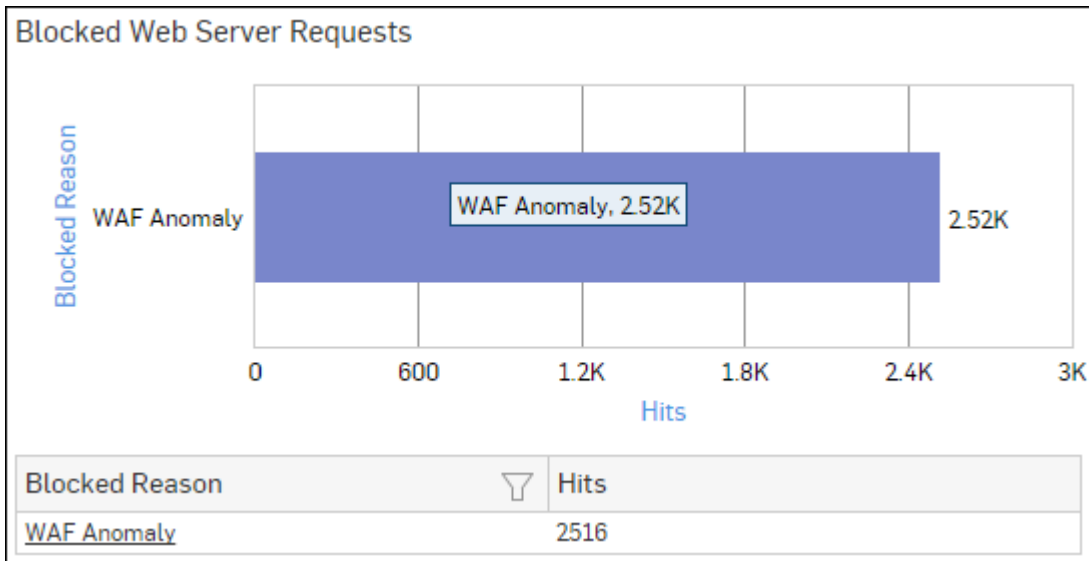 Blocked Web Server Requests
Blocked Reason
WAF Anomaly
WAF Anomaly, 2.52K
2.52K
0 600 1.2K 1.8K 2.4K 3K
Hits
Blocked Reason Hits
WAF Anomaly 2516